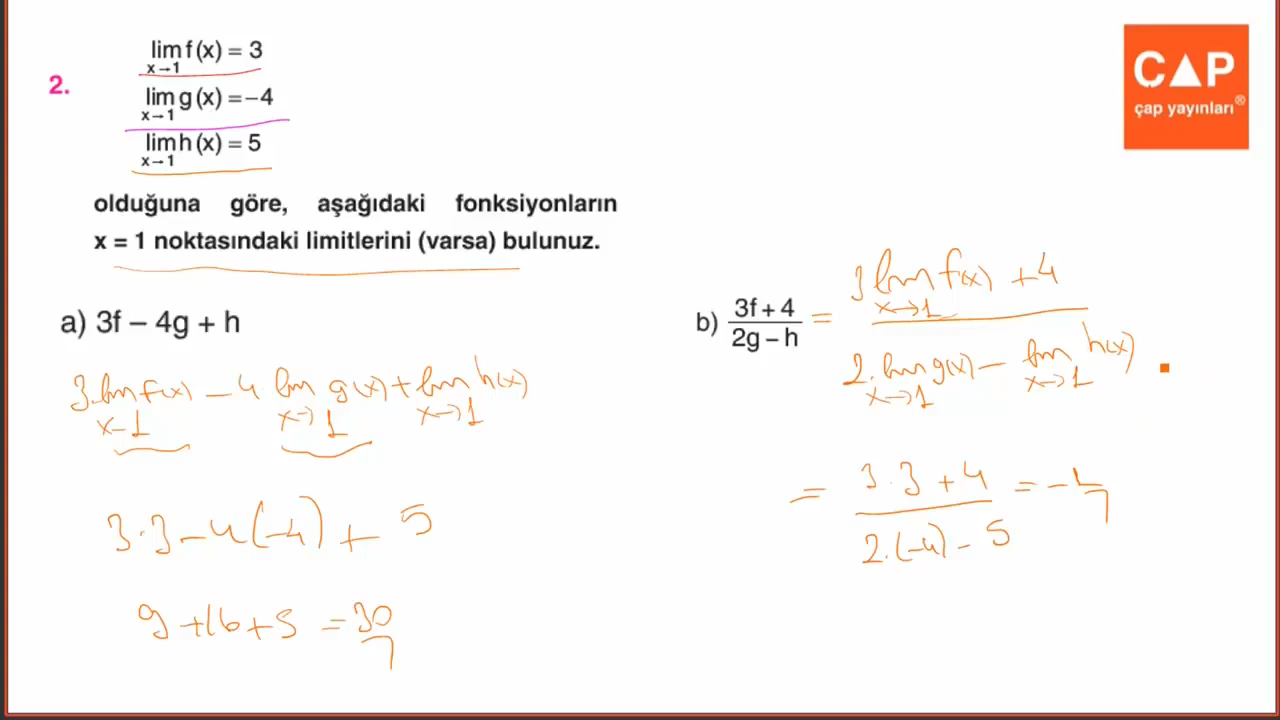 2.
lim f(x) = 3
x→1
lim g(x) = −4
x→1
lim h(x) = 5
x→1
olduğuna göre, aşağıdaki fonksiyonların
x = 1 noktasındaki limitlerini (varsa) bulunuz.
a) 3f − 4g + h
3.lim f(x) − 4. lim g(x) + lim h(x)
x→1 x→1 x→1
3.3 − 4(−4) + 5
9 + 16 + 5 = 30
b) (3f + 4)/(2g − h) =
3 lim f(x) + 4
x→1
2. lim g(x) − lim h(x)
x→1 x→1
= (3.3 + 4)/(2.(−4) − 5) = −1
ÇAP
çap yayınları®